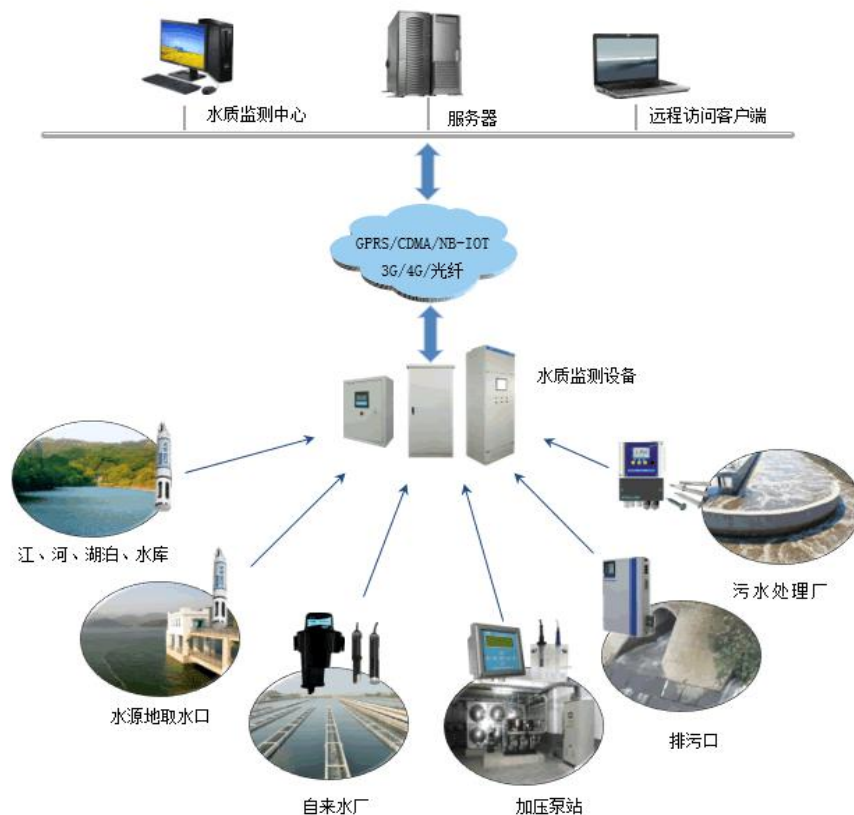 水质监测中心
服务器
远程访问客户端
GPRS/CDMA/NB-IOT
3G/4G/光纤
水质监测设备
江、河、湖泊、水库
污水处理厂
水源地取水口
排污口
自来水厂
加压泵站